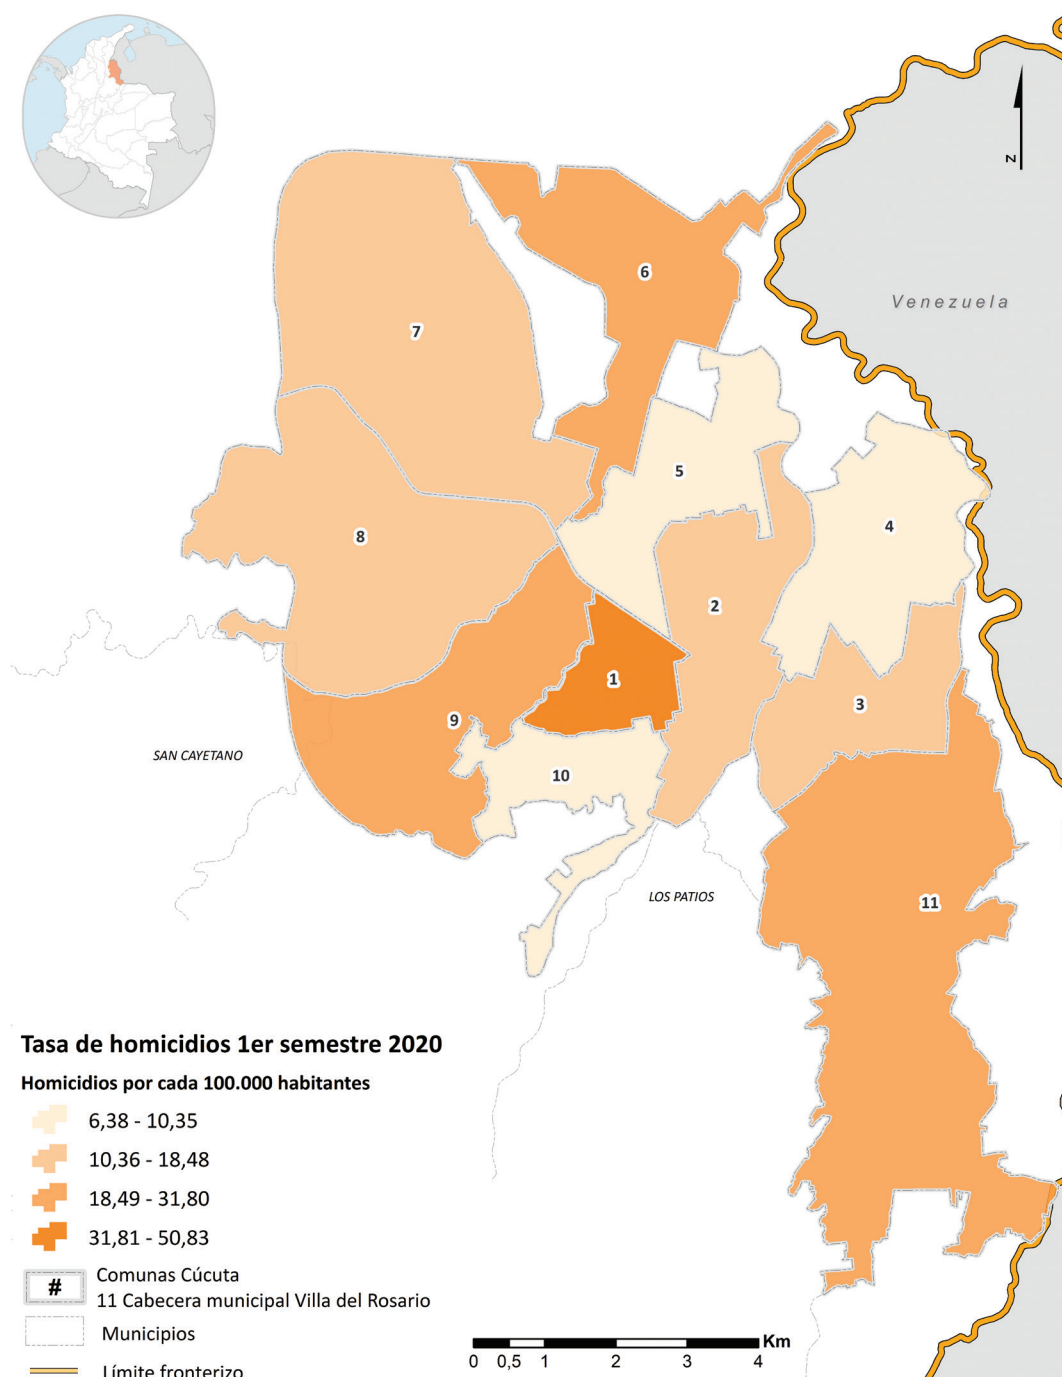 N
Venezuela
6
7
5
4
8
2
1
3
9
SAN CAYETANO
10
LOS PATIOS
11
Tasa de homicidios 1er semestre 2020
Homicidios por cada 100.000 habitantes
6,38 - 10,35
10,36 - 18,48
18,49 - 31,80
31,81 - 50,83
# Comunas Cúcuta
11 Cabecera municipal Villa del Rosario
Municipios
Límite fronterizo
Km
0 0,5 1 2 3 4